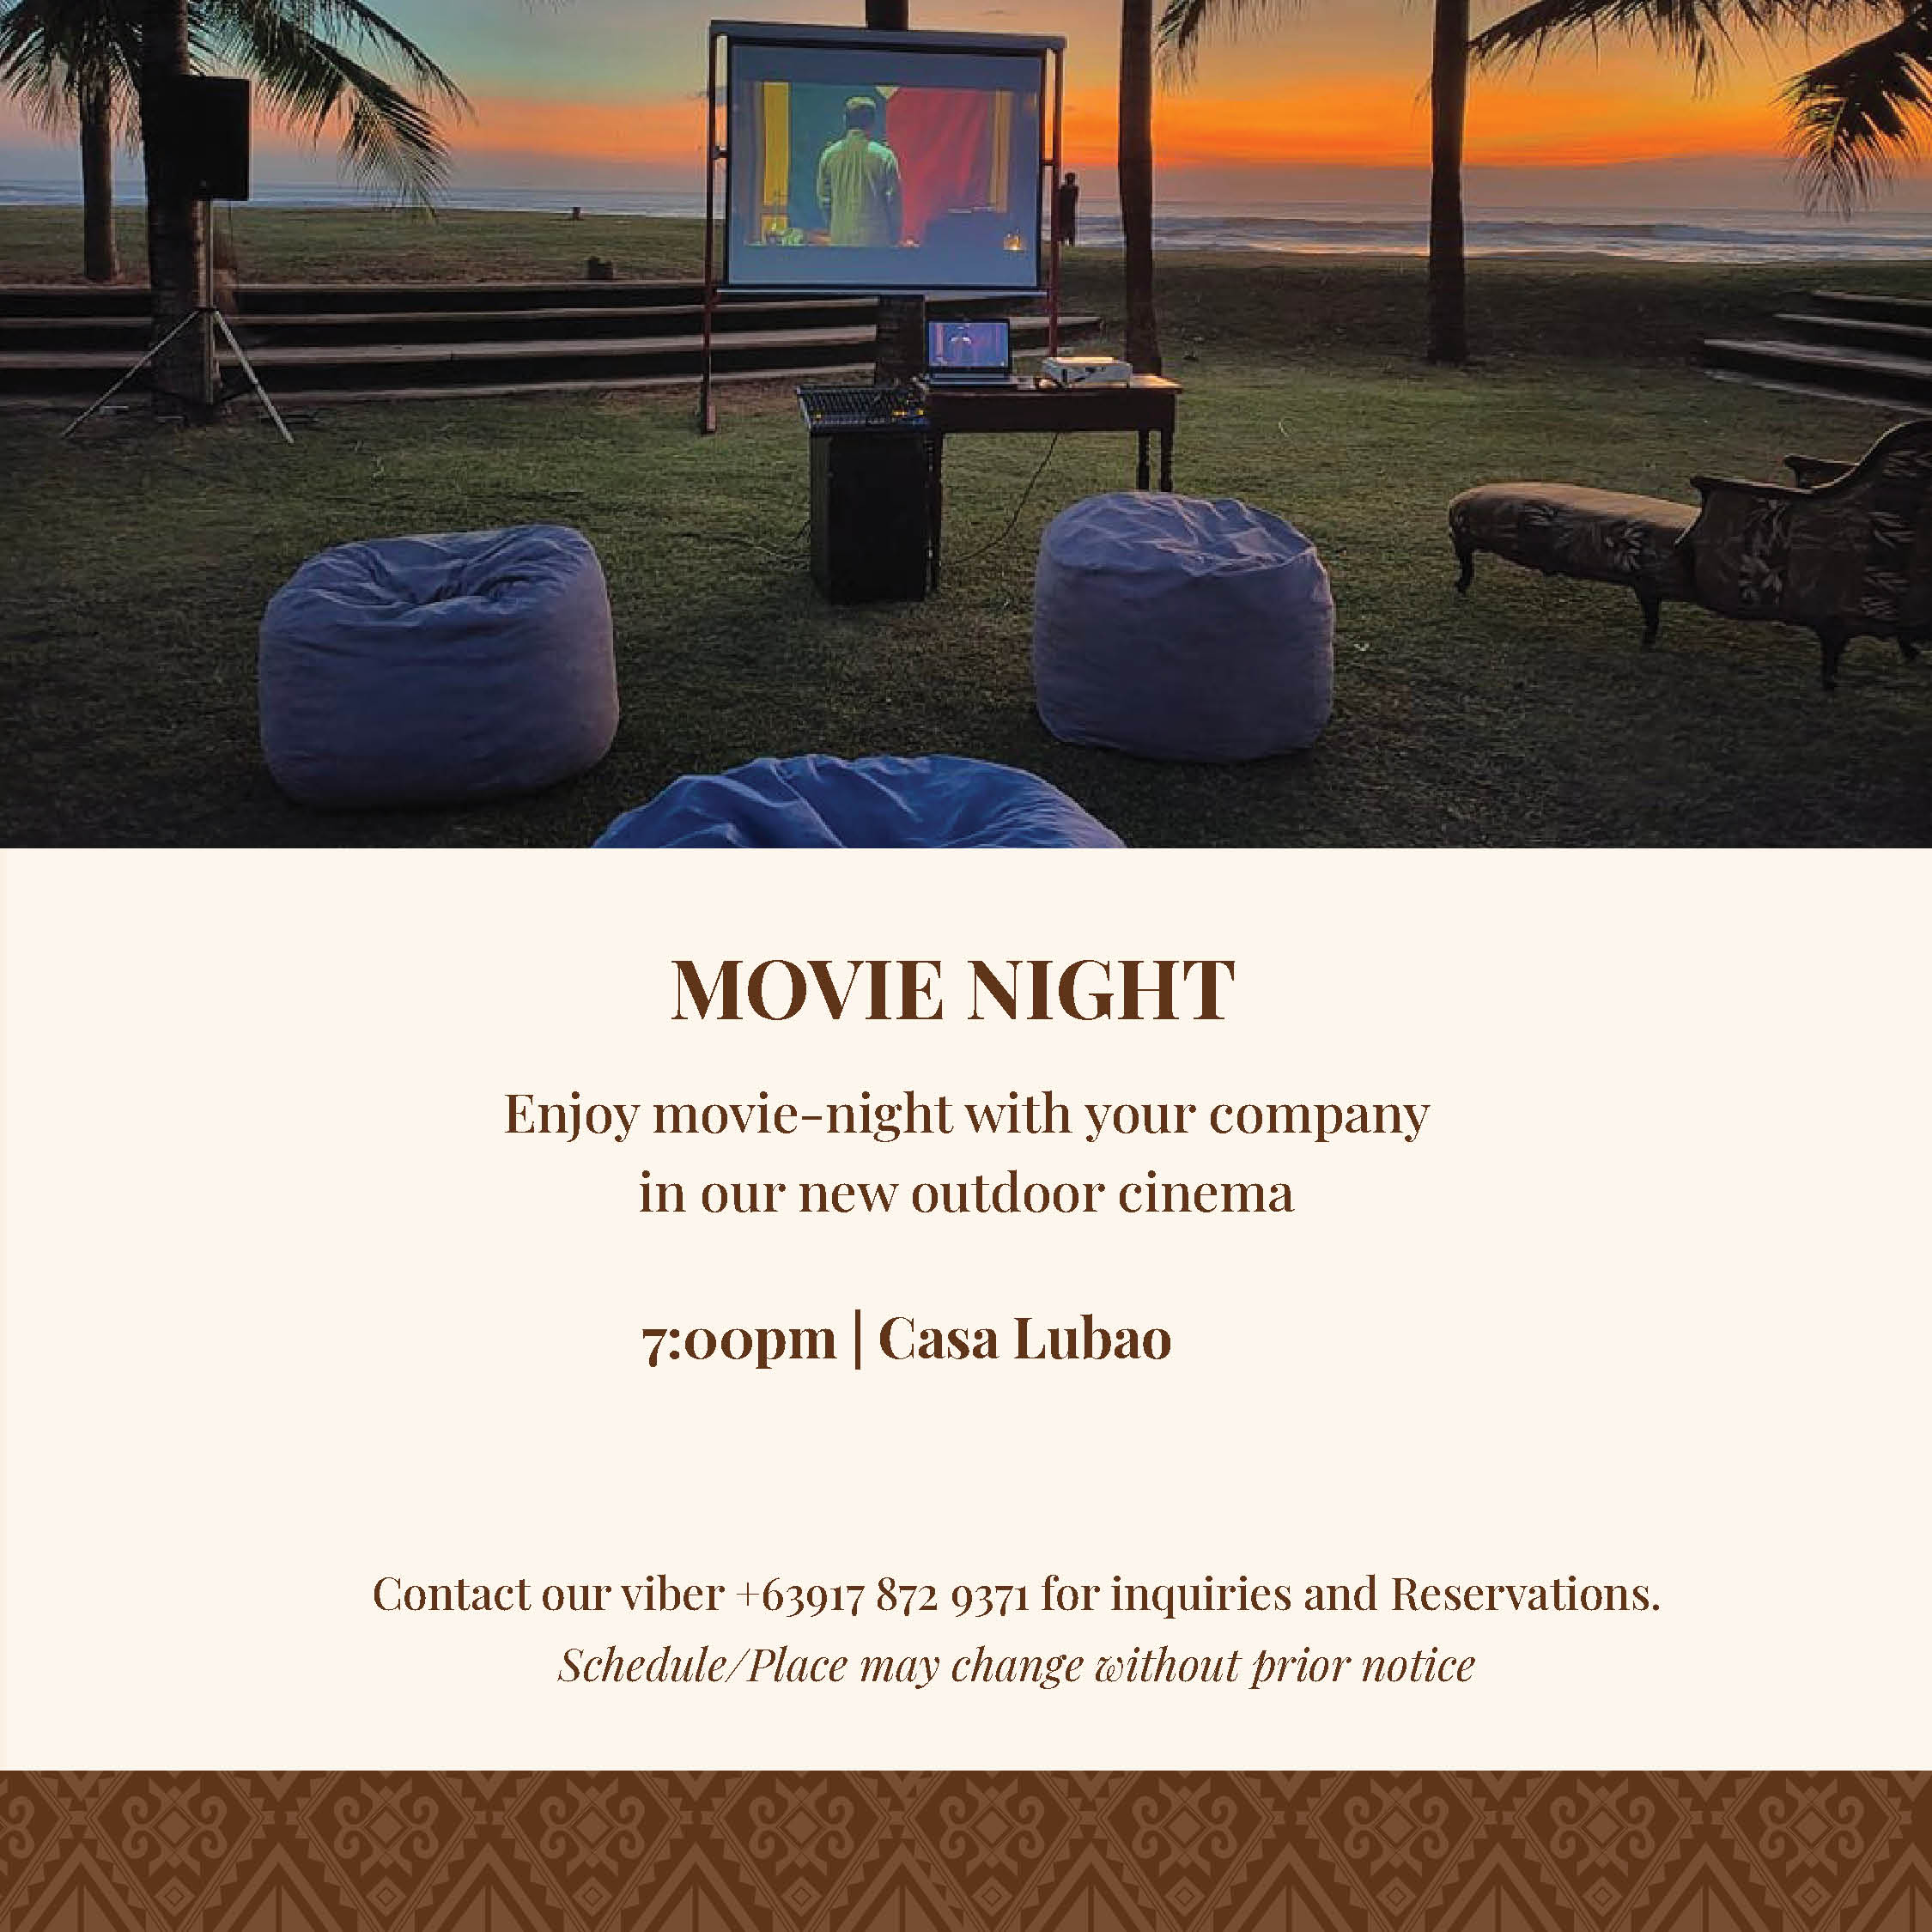 MOVIE NIGHT
Enjoy movie-night with your company
in our new outdoor cinema
7:00pm | Casa Lubao
Contact our viber +63917 872 9371 for inquiries and Reservations.
Schedule/Place may change without prior notice